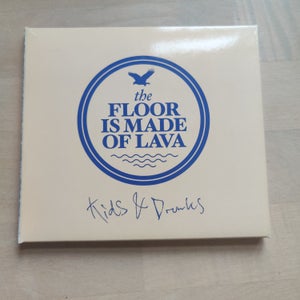 the
FLOOR
IS MADE
OF LAVA
Kids & Drunks